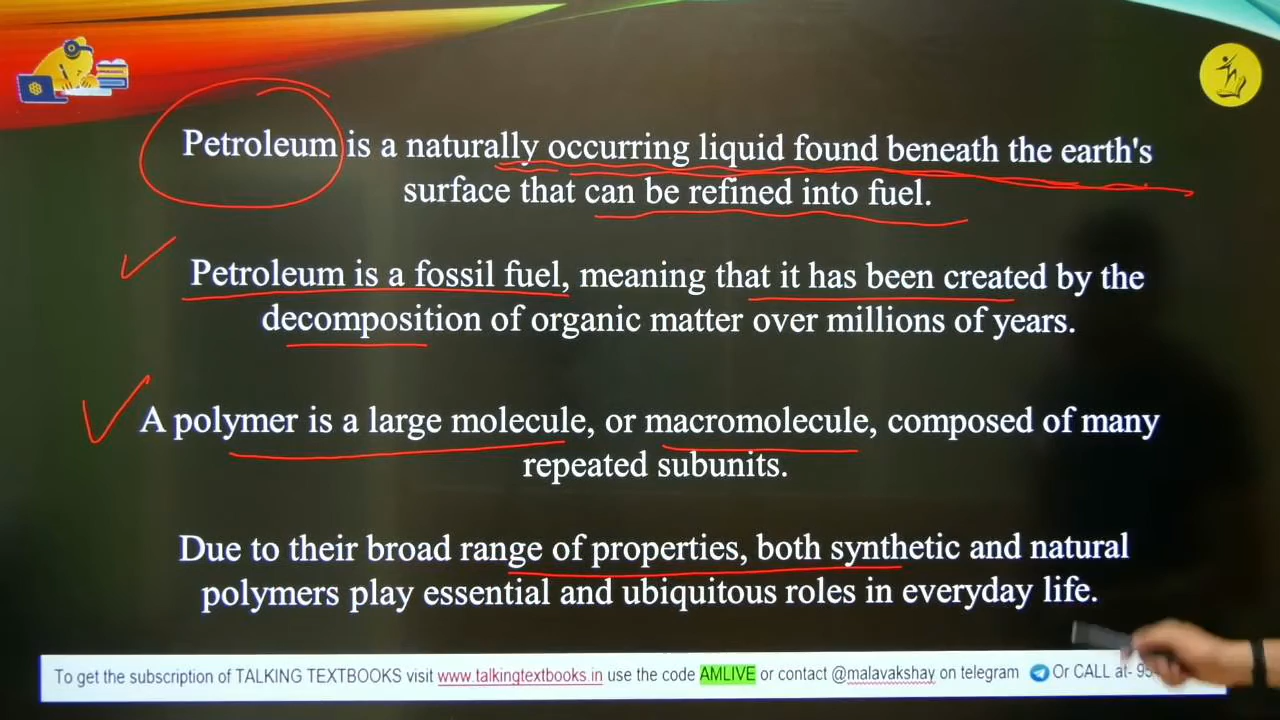 Petroleum is a naturally occurring liquid found beneath the earth's
surface that can be refined into fuel.
Petroleum is a fossil fuel, meaning that it has been created by the
decomposition of organic matter over millions of years.
A polymer is a large molecule, or macromolecule, composed of many
repeated subunits.
Due to their broad range of properties, both synthetic and natural
polymers play essential and ubiquitous roles in everyday life.
To get the subscription of TALKING TEXTBOOKS visit www.talkingtextbooks.in use the code AMLIVE or contact @malavakshay on telegram Or CALL at-